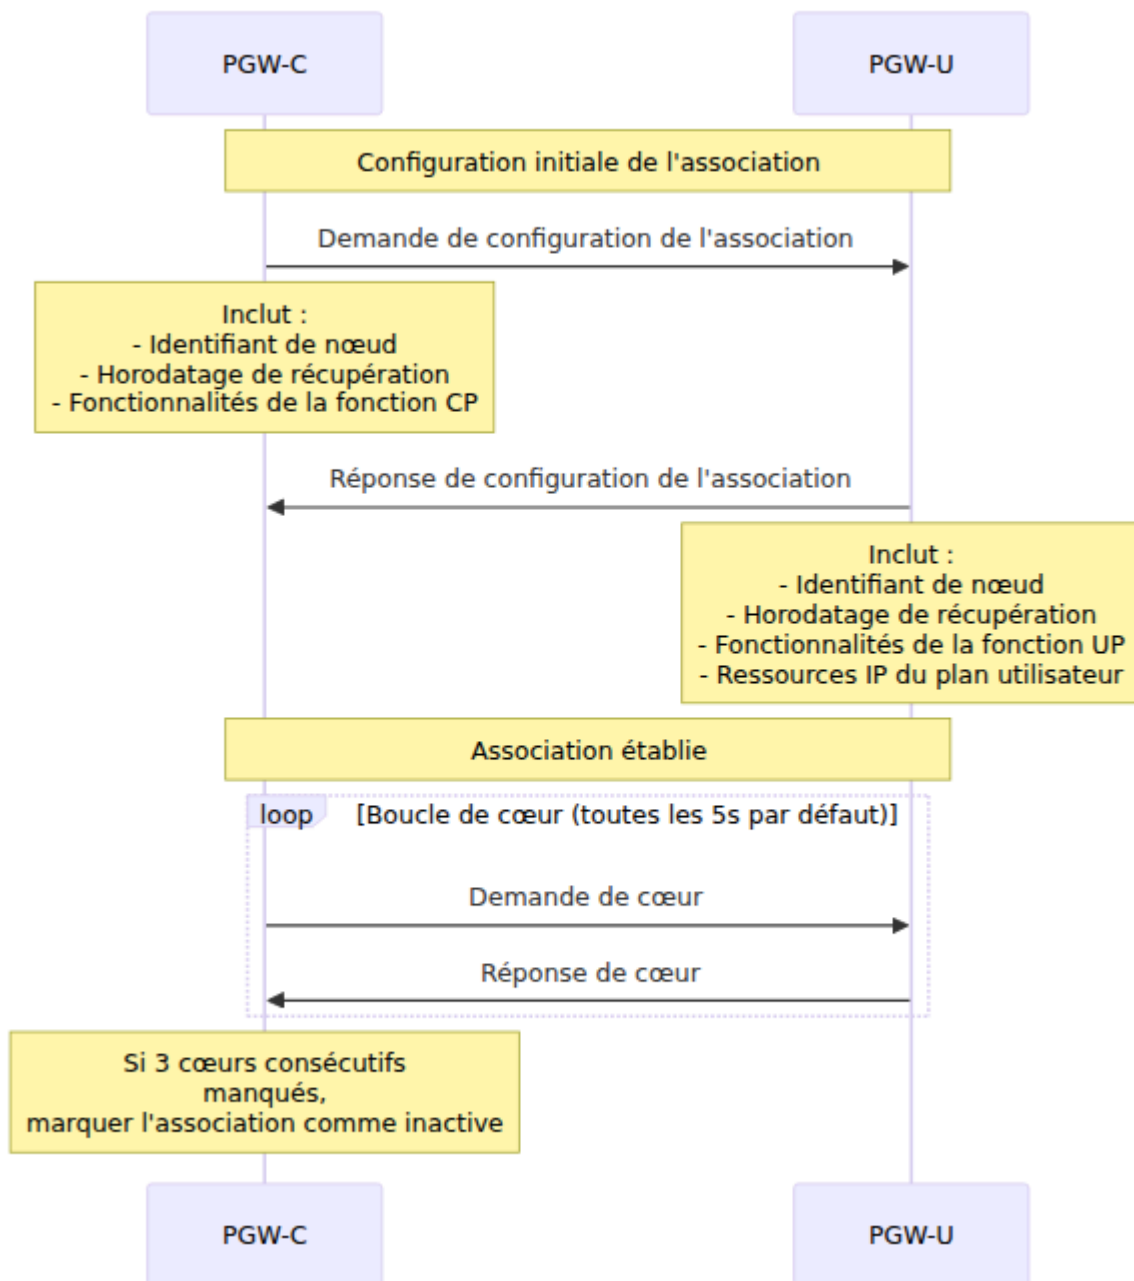 PGW-C
PGW-U
Configuration initiale de l'association
Demande de configuration de l'association
Inclut :
- Identifiant de nœud
- Horodatage de récupération
- Fonctionnalités de la fonction CP
Réponse de configuration de l'association
Inclut :
- Identifiant de nœud
- Horodatage de récupération
- Fonctionnalités de la fonction UP
- Ressources IP du plan utilisateur
Association établie
loop [Boucle de cœur (toutes les 5s par défaut)]
Demande de cœur
Réponse de cœur
Si 3 cœurs consécutifs
manqués,
marquer l'association comme inactive
PGW-C
PGW-U